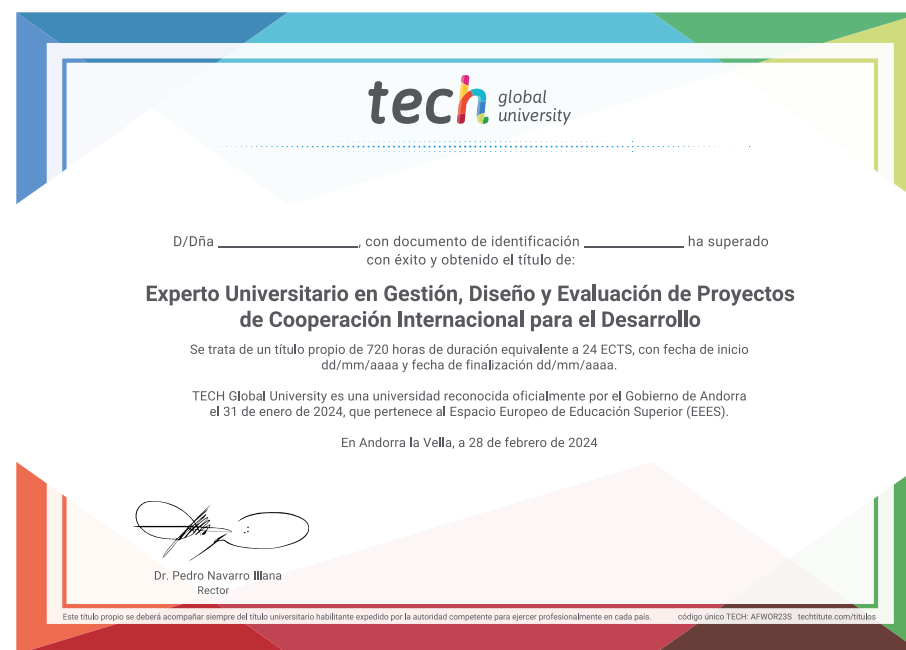 tech global university
D/Dña ____________________, con documento de identificación ______________ ha superado
con éxito y obtenido el título de:
Experto Universitario en Gestión, Diseño y Evaluación de Proyectos
de Cooperación Internacional para el Desarrollo
Se trata de un título propio de 720 horas de duración equivalente a 24 ECTS, con fecha de inicio
dd/mm/aaaa y fecha de finalización dd/mm/aaaa.
TECH Global University es una universidad reconocida oficialmente por el Gobierno de Andorra
el 31 de enero de 2024, que pertenece al Espacio Europeo de Educación Superior (EEES).
En Andorra la Vella, a 28 de febrero de 2024
Dr. Pedro Navarro Illana
Rector
Este título propio se deberá acompañar siempre del título universitario habilitante expedido por la autoridad competente para ejercer profesionalmente en cada país. código único TECH: AFWOR23S techtitute.com/titulos